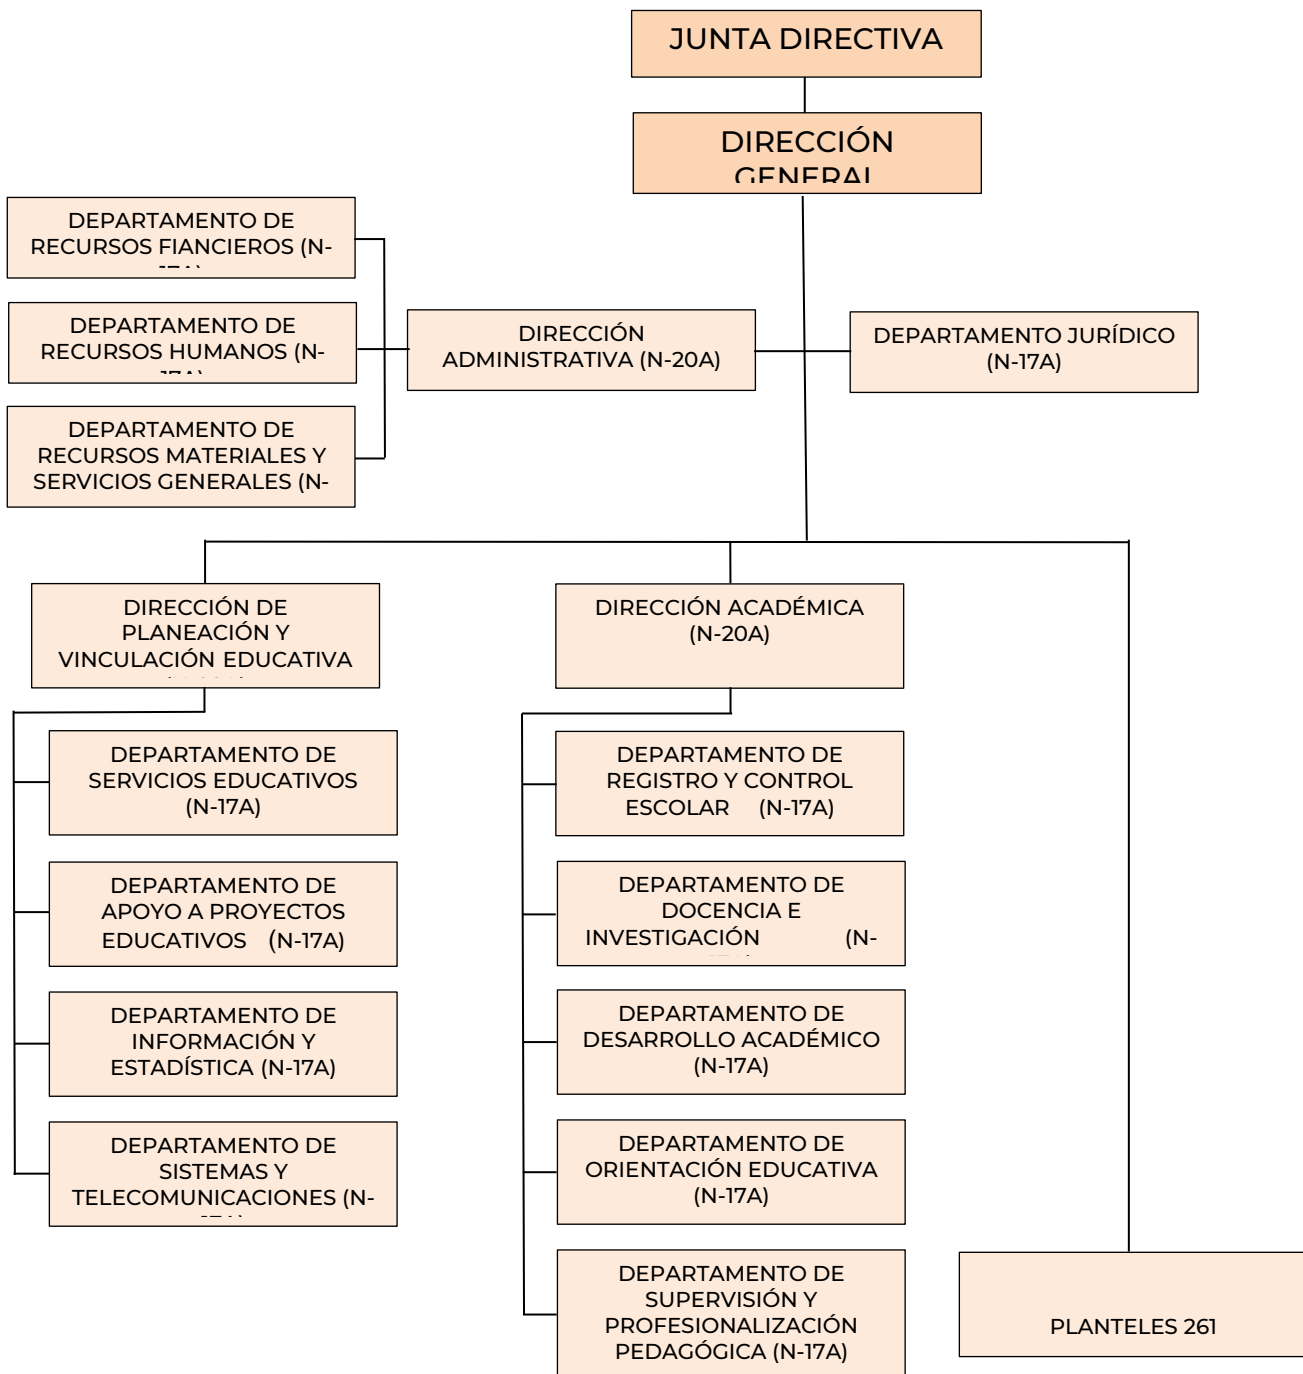 JUNTA DIRECTIVA
DIRECCIÓN
GENERAL
DEPARTAMENTO DE
RECURSOS FIANCIEROS (N-
17A)
DEPARTAMENTO DE
RECURSOS HUMANOS (N-
17A)
DEPARTAMENTO DE
RECURSOS MATERIALES Y
SERVICIOS GENERALES (N-
DIRECCIÓN
ADMINISTRATIVA (N-20A)
DEPARTAMENTO JURÍDICO
(N-17A)
DIRECCIÓN DE
PLANEACIÓN Y
VINCULACIÓN EDUCATIVA
DEPARTAMENTO DE
SERVICIOS EDUCATIVOS
(N-17A)
DEPARTAMENTO DE
APOYO A PROYECTOS
EDUCATIVOS (N-17A)
DEPARTAMENTO DE
INFORMACIÓN Y
ESTADÍSTICA (N-17A)
DEPARTAMENTO DE
SISTEMAS Y
TELECOMUNICACIONES (N-
17A)
DIRECCIÓN ACADÉMICA
(N-20A)
DEPARTAMENTO DE
REGISTRO Y CONTROL
ESCOLAR (N-17A)
DEPARTAMENTO DE
DOCENCIA E
INVESTIGACIÓN (N-
DEPARTAMENTO DE
DESARROLLO ACADÉMICO
(N-17A)
DEPARTAMENTO DE
ORIENTACIÓN EDUCATIVA
(N-17A)
DEPARTAMENTO DE
SUPERVISIÓN Y
PROFESIONALIZACIÓN
PEDAGÓGICA (N-17A)
PLANTELES 261